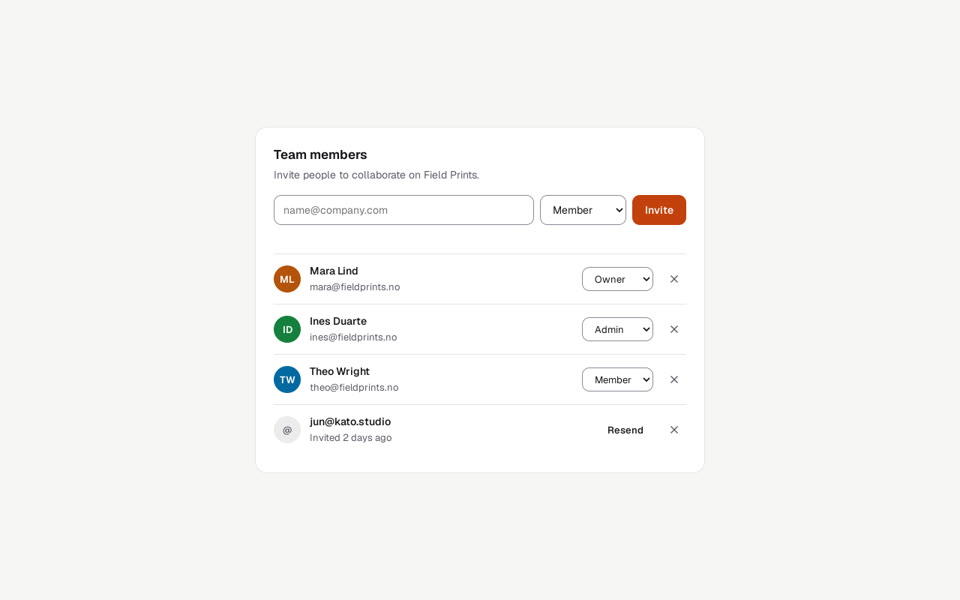 Team members
Invite people to collaborate on Field Prints.
name@company.com Member Invite
ML Mara Lind Owner
mara@fieldprints.no
ID Ines Duarte Admin
ines@fieldprints.no
TW Theo Wright Member
theo@fieldprints.no
@ jun@kato.studio Resend
Invited 2 days ago